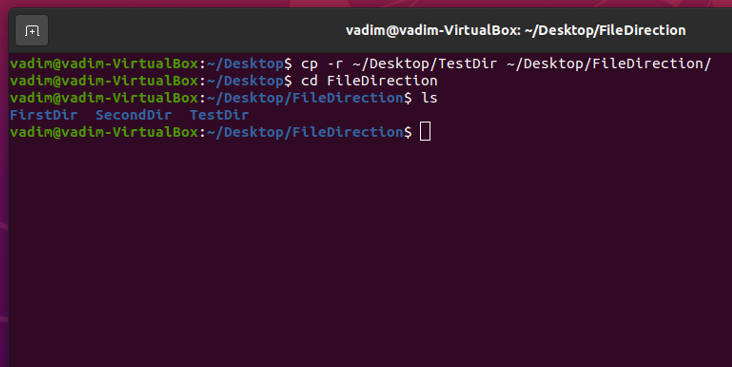 vadim@vadim-VirtualBox: ~/Desktop/FileDirection
vadim@vadim-VirtualBox:~/Desktop$ cp -r ~/Desktop/TestDir ~/Desktop/FileDirection/
vadim@vadim-VirtualBox:~/Desktop$ cd FileDirection
vadim@vadim-VirtualBox:~/Desktop/FileDirection$ ls
FirstDir  SecondDir  TestDir
vadim@vadim-VirtualBox:~/Desktop/FileDirection$